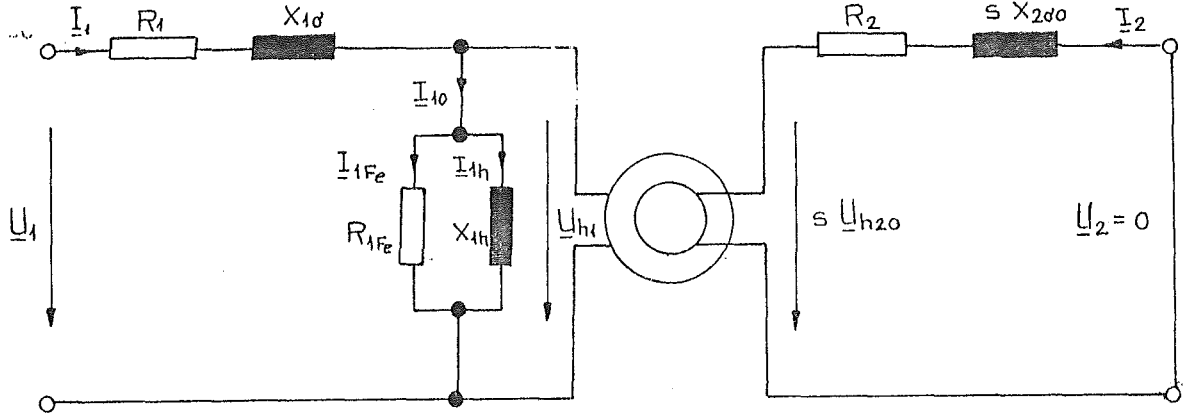 I1 R1 X1σ
R2 s X2σ0 I2
I10
I1Fe I1h
U1 R1Fe X1h Uh1 s Uh20 U2 = 0